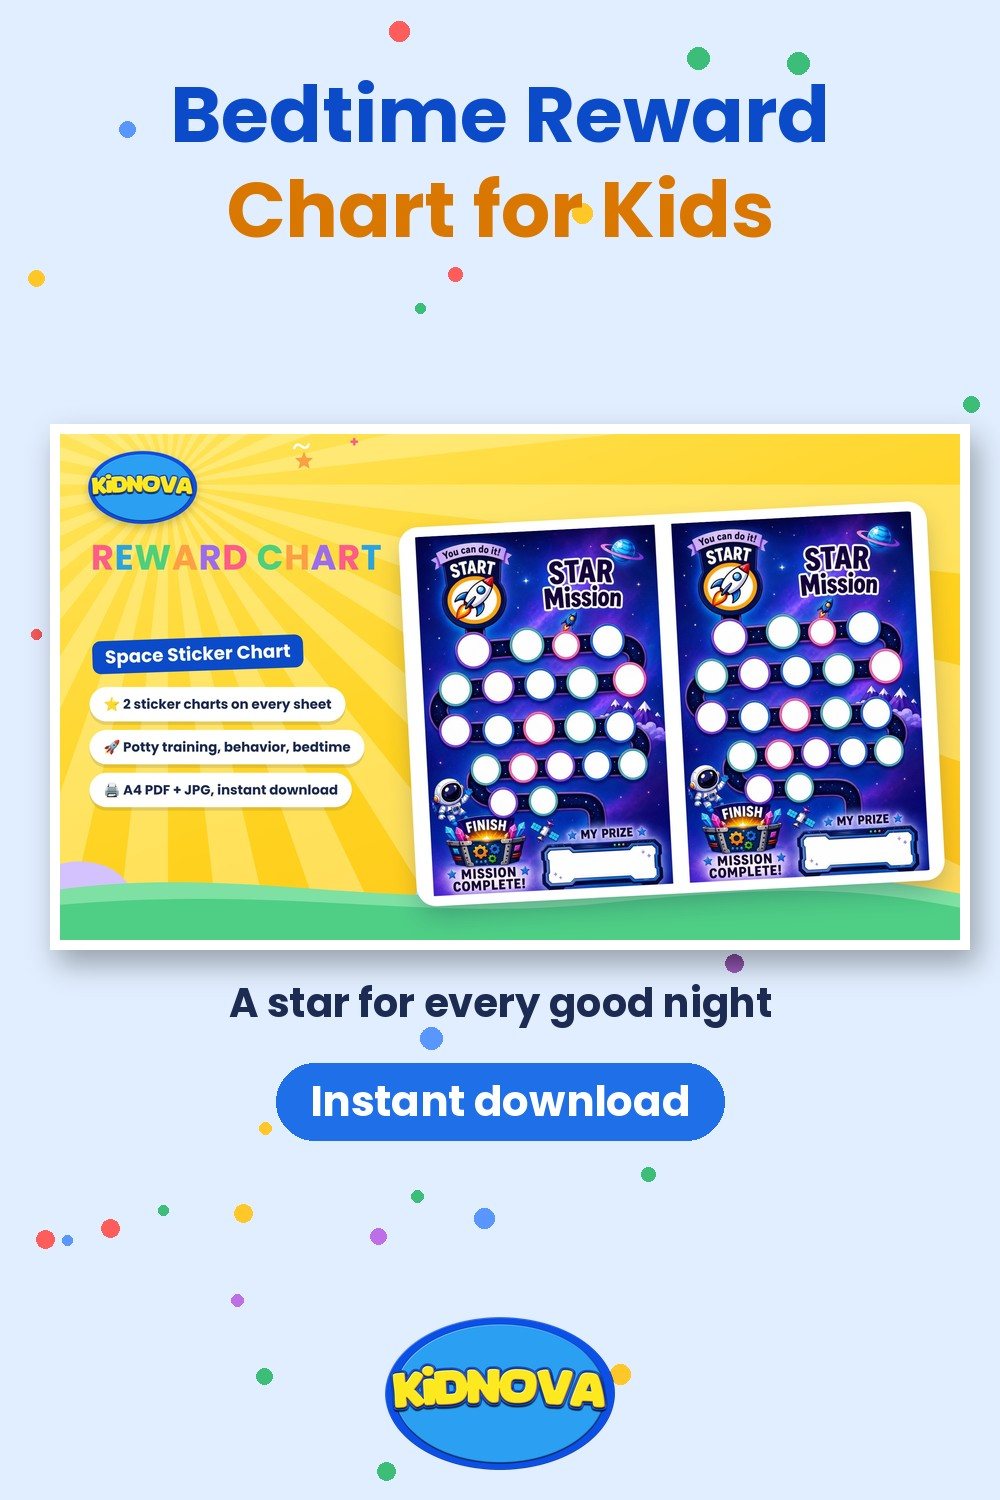 Bedtime Reward
Chart for Kids
KiDNOVA
REWARD CHART
Space Sticker Chart
2 sticker charts on every sheet
Potty training, behavior, bedtime
A4 PDF + JPG, instant download
You can do it!
START
STAR
Mission
FINISH
MISSION
COMPLETE!
MY PRIZE
You can do it!
START
STAR
Mission
FINISH
MISSION
COMPLETE!
MY PRIZE
A star for every good night
Instant download
KiDNOVA